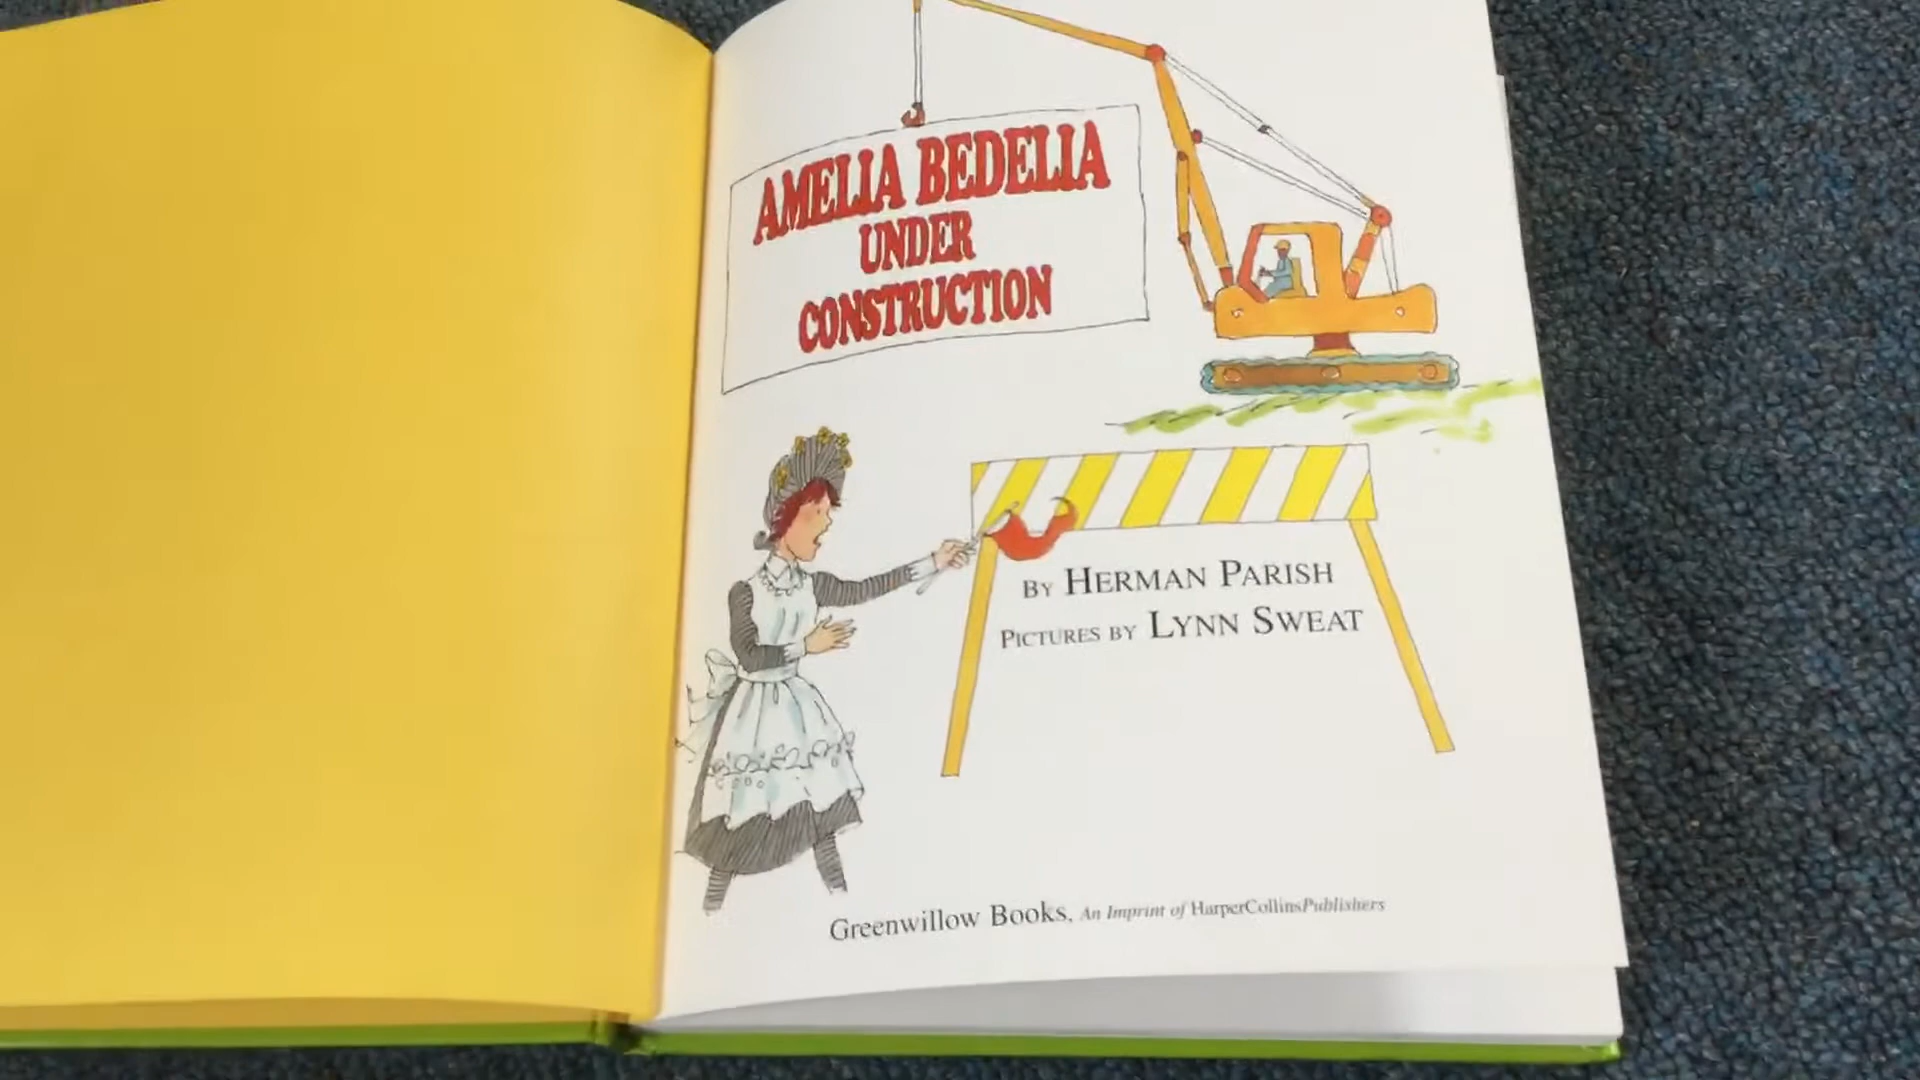 AMELIA BEDELIA
UNDER
CONSTRUCTION
BY HERMAN PARISH
PICTURES BY LYNN SWEAT
Greenwillow Books, An Imprint of HarperCollinsPublishers